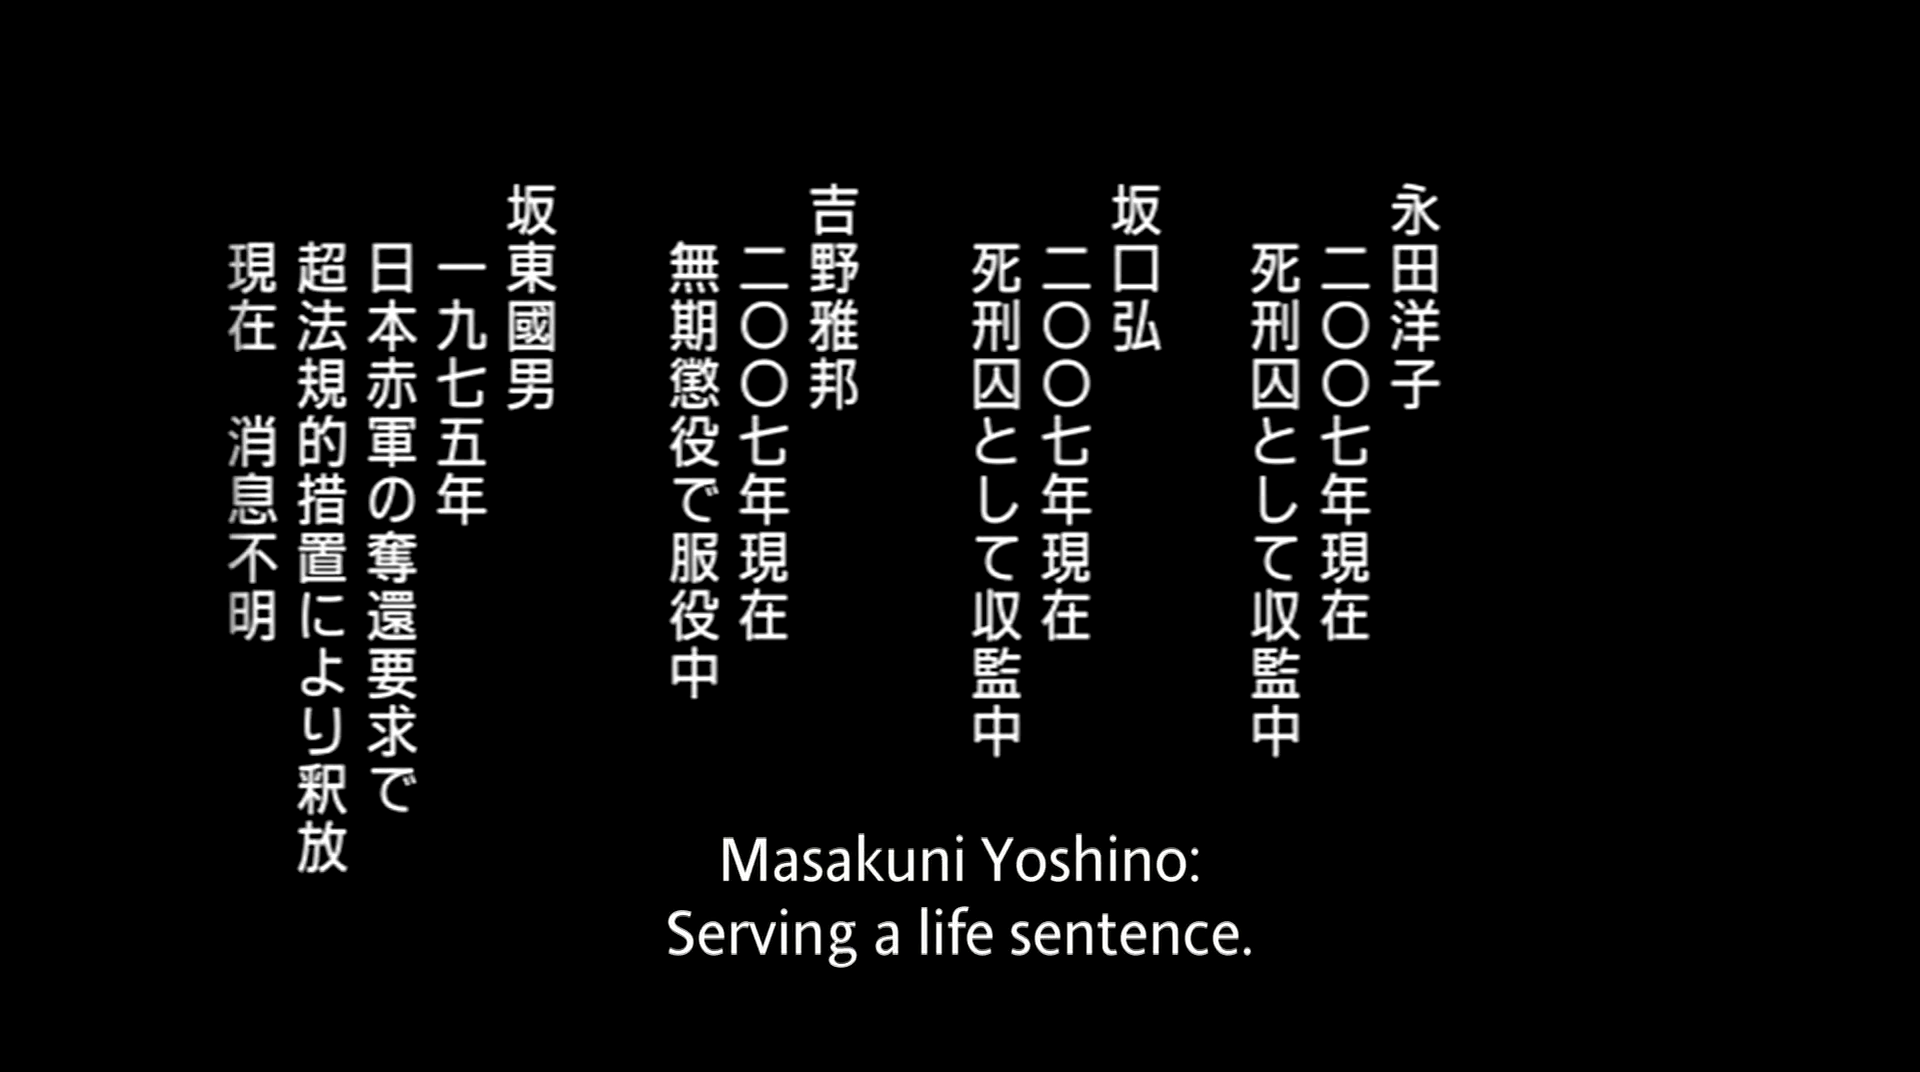 永田洋子
二〇〇七年現在
死刑囚として収監中
坂口弘
二〇〇七年現在
死刑囚として収監中
吉野雅邦
二〇〇七年現在
無期懲役で服役中
坂東國男
一九七五年
日本赤軍の奪還要求で
超法規的措置により釈放
現在　消息不明
Masakuni Yoshino:
Serving a life sentence.